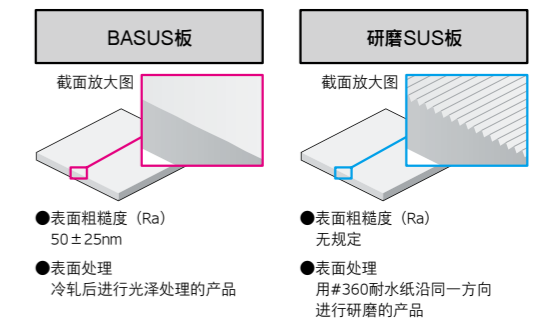 BASUS板
截面放大图
●表面粗糙度（Ra）
50±25nm
●表面处理
冷轧后进行光泽处理的产品
研磨SUS板
截面放大图
●表面粗糙度（Ra）
无规定
●表面处理
用#360耐水纸沿同一方向
进行研磨的产品